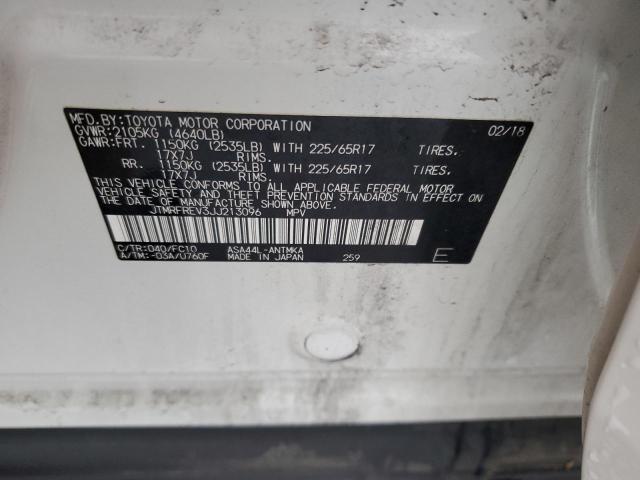 MFD.BY:TOYOTA MOTOR CORPORATION 02/18
GVWR:2105KG (4640LB)
GAWR:FRT. 1150KG (2535LB) WITH 225/65R17 TIRES.
17X7J RIMS.
RR. 1150KG (2535LB) WITH 225/65R17 TIRES.
17X7J RIMS
THIS VEHICLE CONFORMS TO ALL APPLICABLE FEDERAL MOTOR
VEHICLE SAFETY AND THEFT PREVENTION STANDARDS IN EFFECT ON
THE DATE OF MANUFACTURE SHOWN ABOVE.
JTMRFREV3JJ213096 MPV
C/TR:040/FC10 ASA44L-ANTMKA
A/TM:-03A/U760F MADE IN JAPAN 259 E